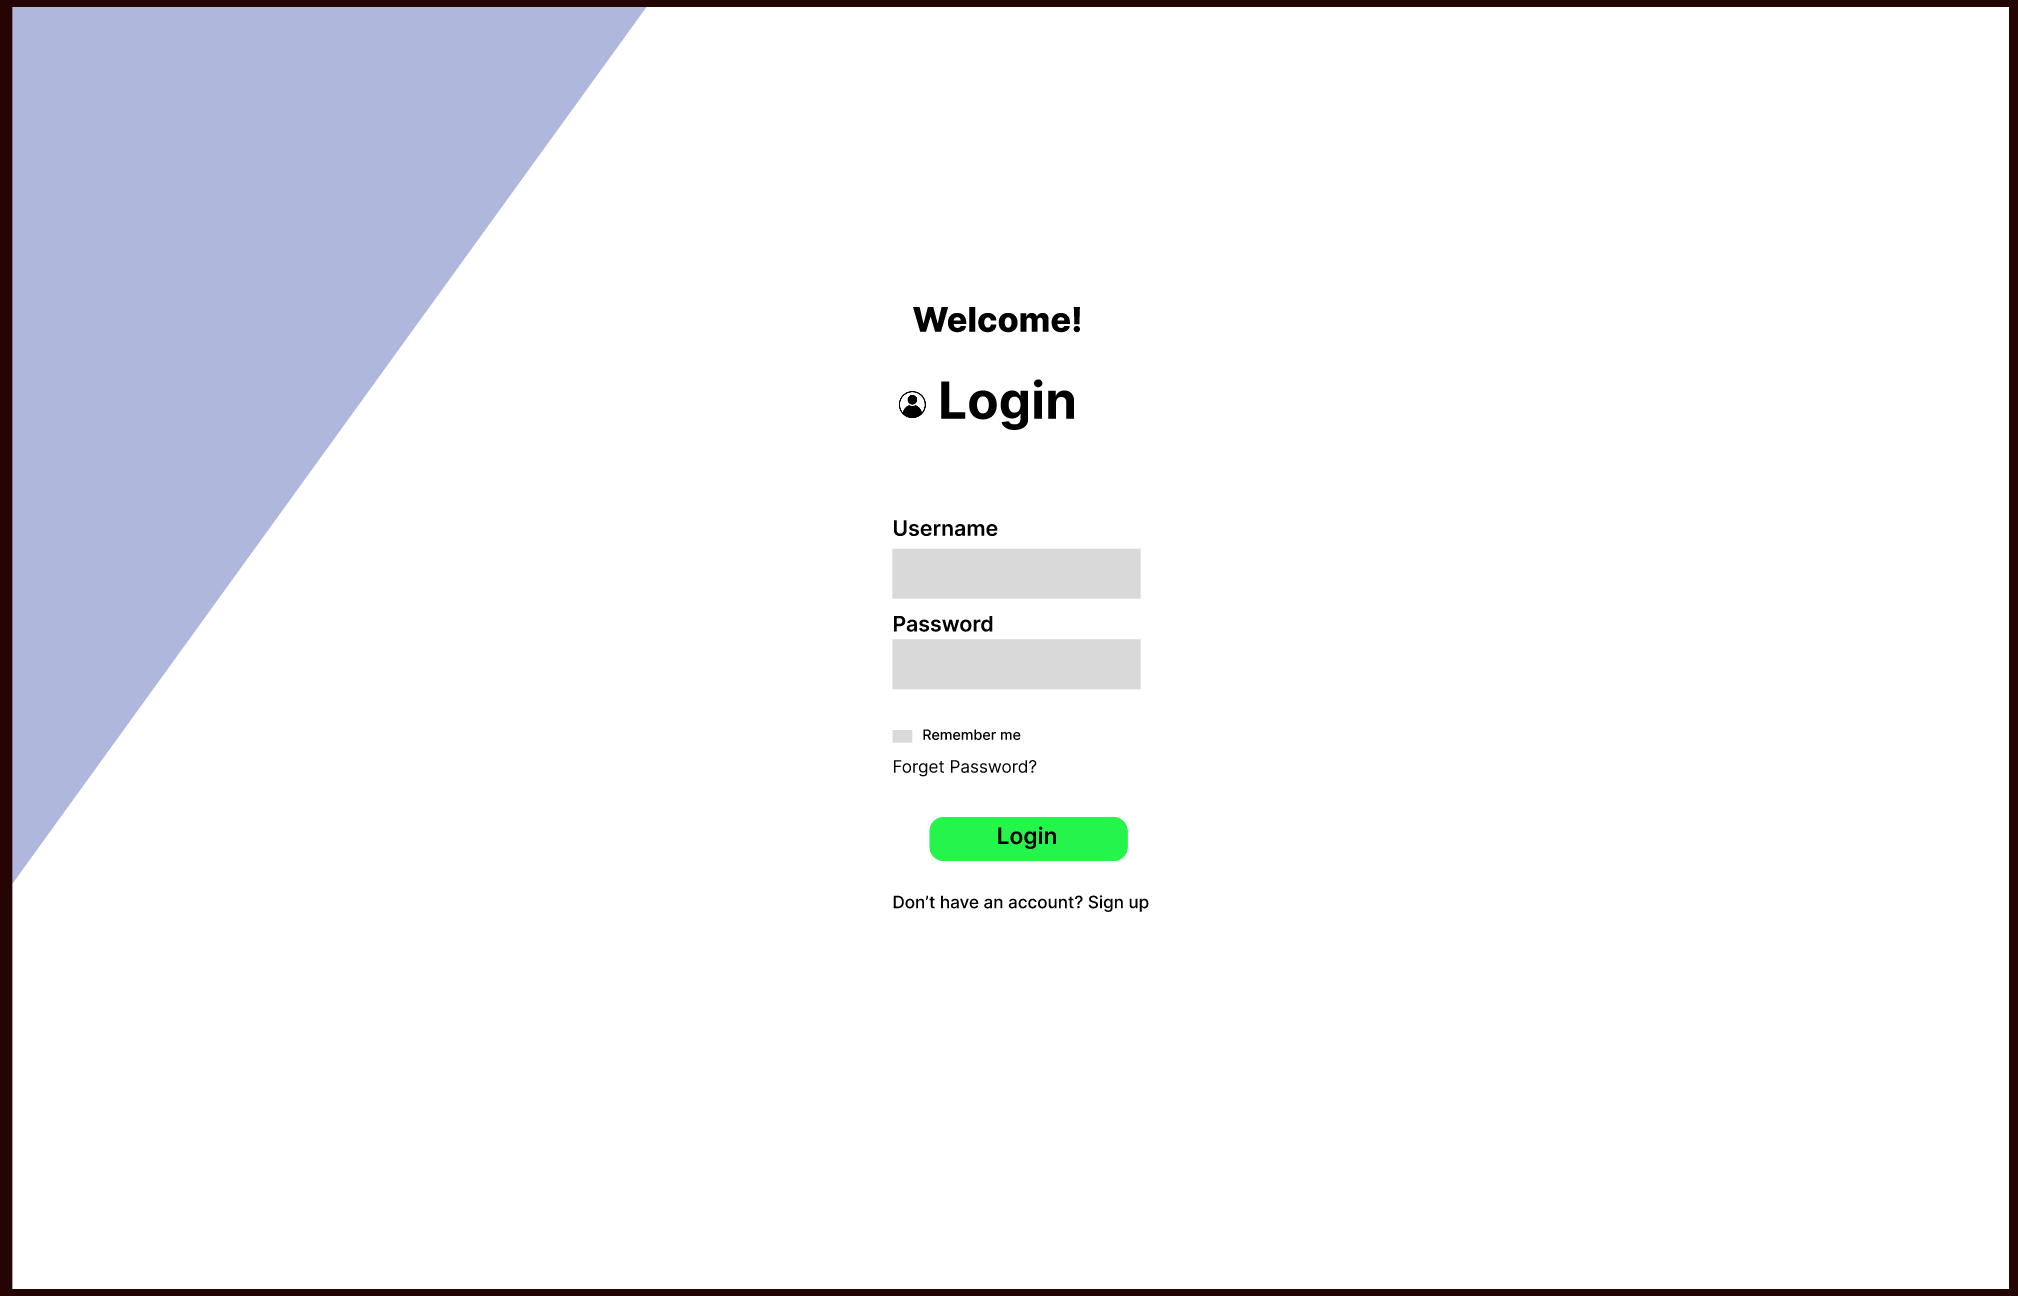 Welcome!
Login
Username
Password
Remember me
Forget Password?
Login
Don’t have an account? Sign up